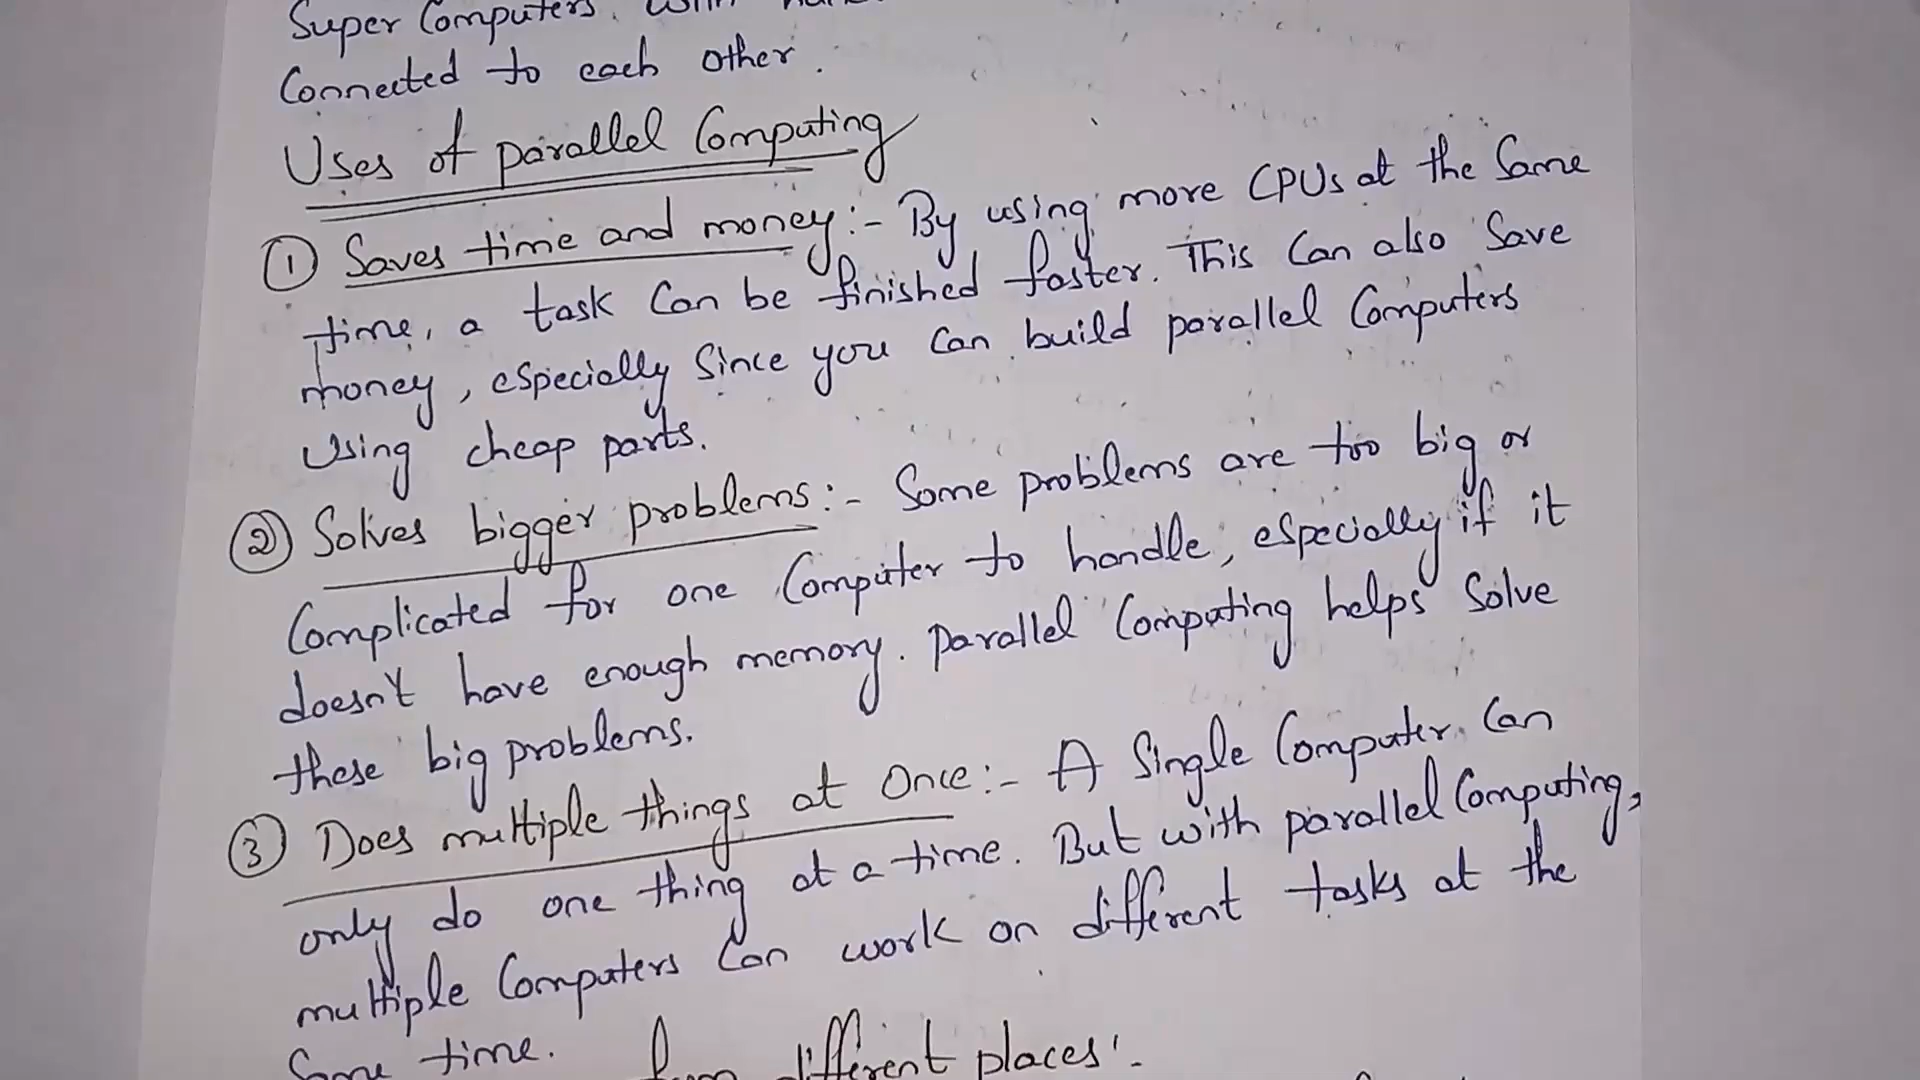 Super Computers. with
Connected to each other.
Uses of parallel Computing
① Saves time and money:- By using more CPUs at the Same
time, a task Can be finished faster. This Can also Save
money, especially Since you Can build parallel Computers
Using cheap parts.
② Solves bigger problems:- Some problems are too big or
Complicated for one Computer to handle, especially if it
doesn't have enough memory. parallel Computing helps Solve
these big problems.
③ Does multiple things at Once:- A Single Computer Can
only do one thing at a time. But with parallel Computing,
multiple Computers Can work on different tasks at the
Same time.
from different places:-